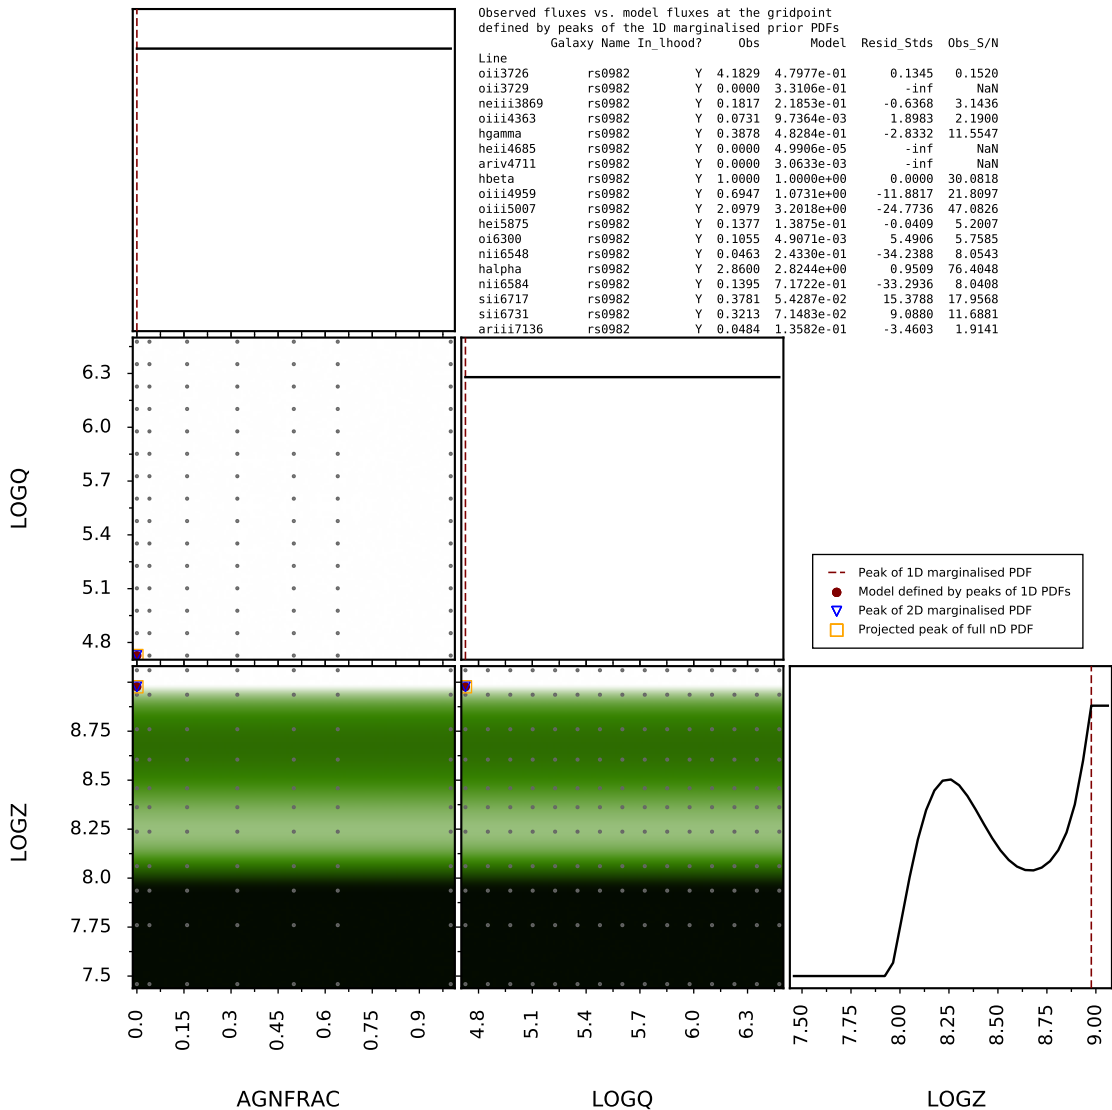 Observed fluxes vs. model fluxes at the gridpoint
defined by peaks of the 1D marginalised prior PDFs
Galaxy Name In_lhood? Obs Model Resid_Stds Obs_S/N
Line
oii3726 rs0982 Y 4.1829 4.7977e-01 0.1345 0.1520
oii3729 rs0982 Y 0.0000 3.3106e-01 -inf NaN
neiii3869 rs0982 Y 0.1817 2.1853e-01 -0.6368 3.1436
oiii4363 rs0982 Y 0.0731 9.7364e-03 1.8983 2.1900
hgamma rs0982 Y 0.3878 4.8284e-01 -2.8332 11.5547
heii4685 rs0982 Y 0.0000 4.9906e-05 -inf NaN
ariv4711 rs0982 Y 0.0000 3.0633e-03 -inf NaN
hbeta rs0982 Y 1.0000 1.0000e+00 0.0000 30.0818
oiii4959 rs0982 Y 0.6947 1.0731e+00 -11.8817 21.8097
oiii5007 rs0982 Y 2.0979 3.2018e+00 -24.7736 47.0826
hei5875 rs0982 Y 0.1377 1.3875e-01 -0.0409 5.2007
oi6300 rs0982 Y 0.1055 4.9071e-03 5.4906 5.7585
nii6548 rs0982 Y 0.0463 2.4330e-01 -34.2388 8.0543
halpha rs0982 Y 2.8600 2.8244e+00 0.9509 76.4048
nii6584 rs0982 Y 0.1395 7.1722e-01 -33.2936 8.0408
sii6717 rs0982 Y 0.3781 5.4287e-02 15.3788 17.9568
sii6731 rs0982 Y 0.3213 7.1483e-02 9.0880 11.6881
ariii7136 rs0982 Y 0.0484 1.3582e-01 -3.4603 1.9141
6.3
6.0
5.7
5.4
5.1
4.8
LOGQ
Peak of 1D marginalised PDF
Model defined by peaks of 1D PDFs
Peak of 2D marginalised PDF
Projected peak of full nD PDF
8.75
8.5
8.25
8.0
7.75
7.5
LOGZ
0.0 0.15 0.3 0.45 0.6 0.75 0.9
4.8 5.1 5.4 5.7 6.0 6.3
7.50 7.75 8.00 8.25 8.50 8.75 9.00
AGNFRAC LOGQ LOGZ